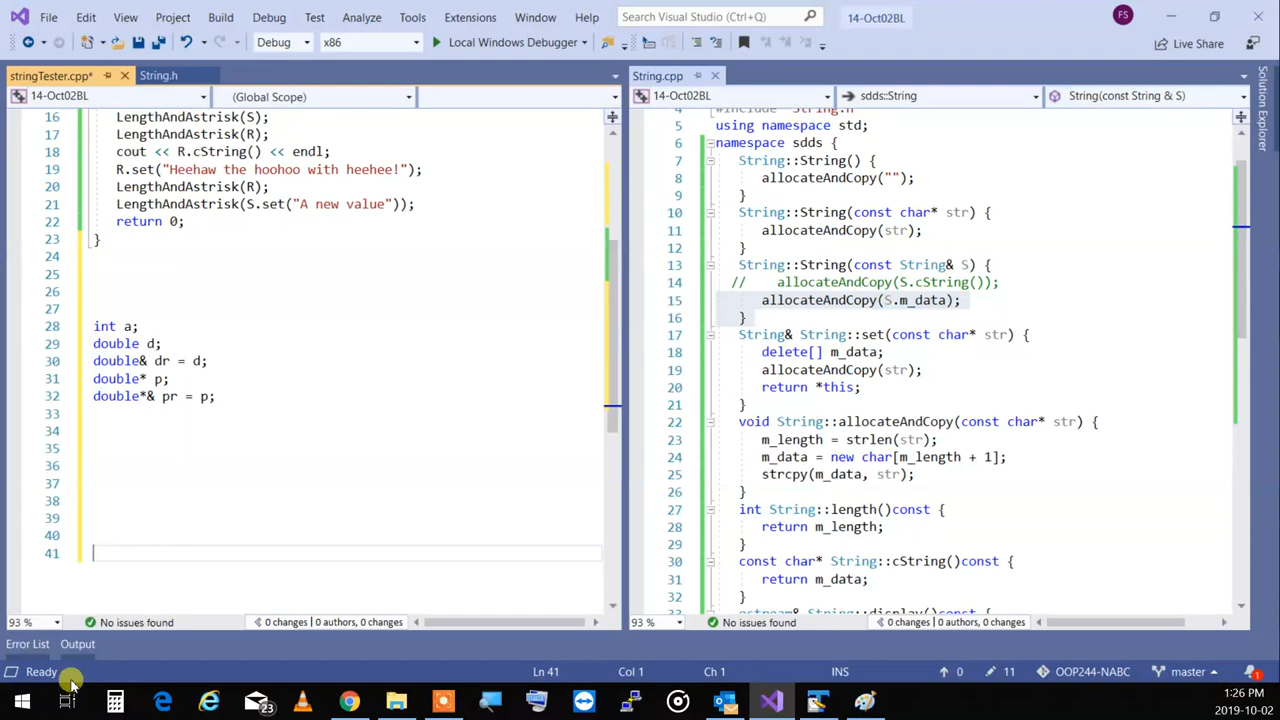 File Edit View Project Build Debug Test Analyze Tools Extensions Window Help Search Visual Studio (Ctrl+Q) 14-Oct02BL FS
Debug x86 Local Windows Debugger Live Share
stringTester.cpp* String.h
14-Oct02BL (Global Scope)
16 LengthAndAstrisk(S);
17 LengthAndAstrisk(R);
18 cout << R.cString() << endl;
19 R.set("Heehaw the hoohoo with heehee!");
20 LengthAndAstrisk(R);
21 LengthAndAstrisk(S.set("A new value"));
22 return 0;
23 }
24
25
26
27
28 int a;
29 double d;
30 double& dr = d;
31 double* p;
32 double*& pr = p;
33
34
35
36
37
38
39
40
41
93 % No issues found 0 changes | 0 authors, 0 changes
String.cpp
14-Oct02BL sdds::String String(const String & S)
4 #include "String.h"
5 using namespace std;
6 namespace sdds {
7 String::String() {
8 allocateAndCopy("");
9 }
10 String::String(const char* str) {
11 allocateAndCopy(str);
12 }
13 String::String(const String& S) {
14 // allocateAndCopy(S.cString());
15 allocateAndCopy(S.m_data);
16 }
17 String& String::set(const char* str) {
18 delete[] m_data;
19 allocateAndCopy(str);
20 return *this;
21 }
22 void String::allocateAndCopy(const char* str) {
23 m_length = strlen(str);
24 m_data = new char[m_length + 1];
25 strcpy(m_data, str);
26 }
27 int String::length()const {
28 return m_length;
29 }
30 const char* String::cString()const {
31 return m_data;
32 }
33 ostream& String::display()const {
93 % No issues found 0 changes | 0 authors, 0 changes
Solution Explorer
Error List Output
Ready Ln 41 Col 1 Ch 1 INS 0 11 OOP244-NABC master 1
23
1:26 PM
2019-10-02